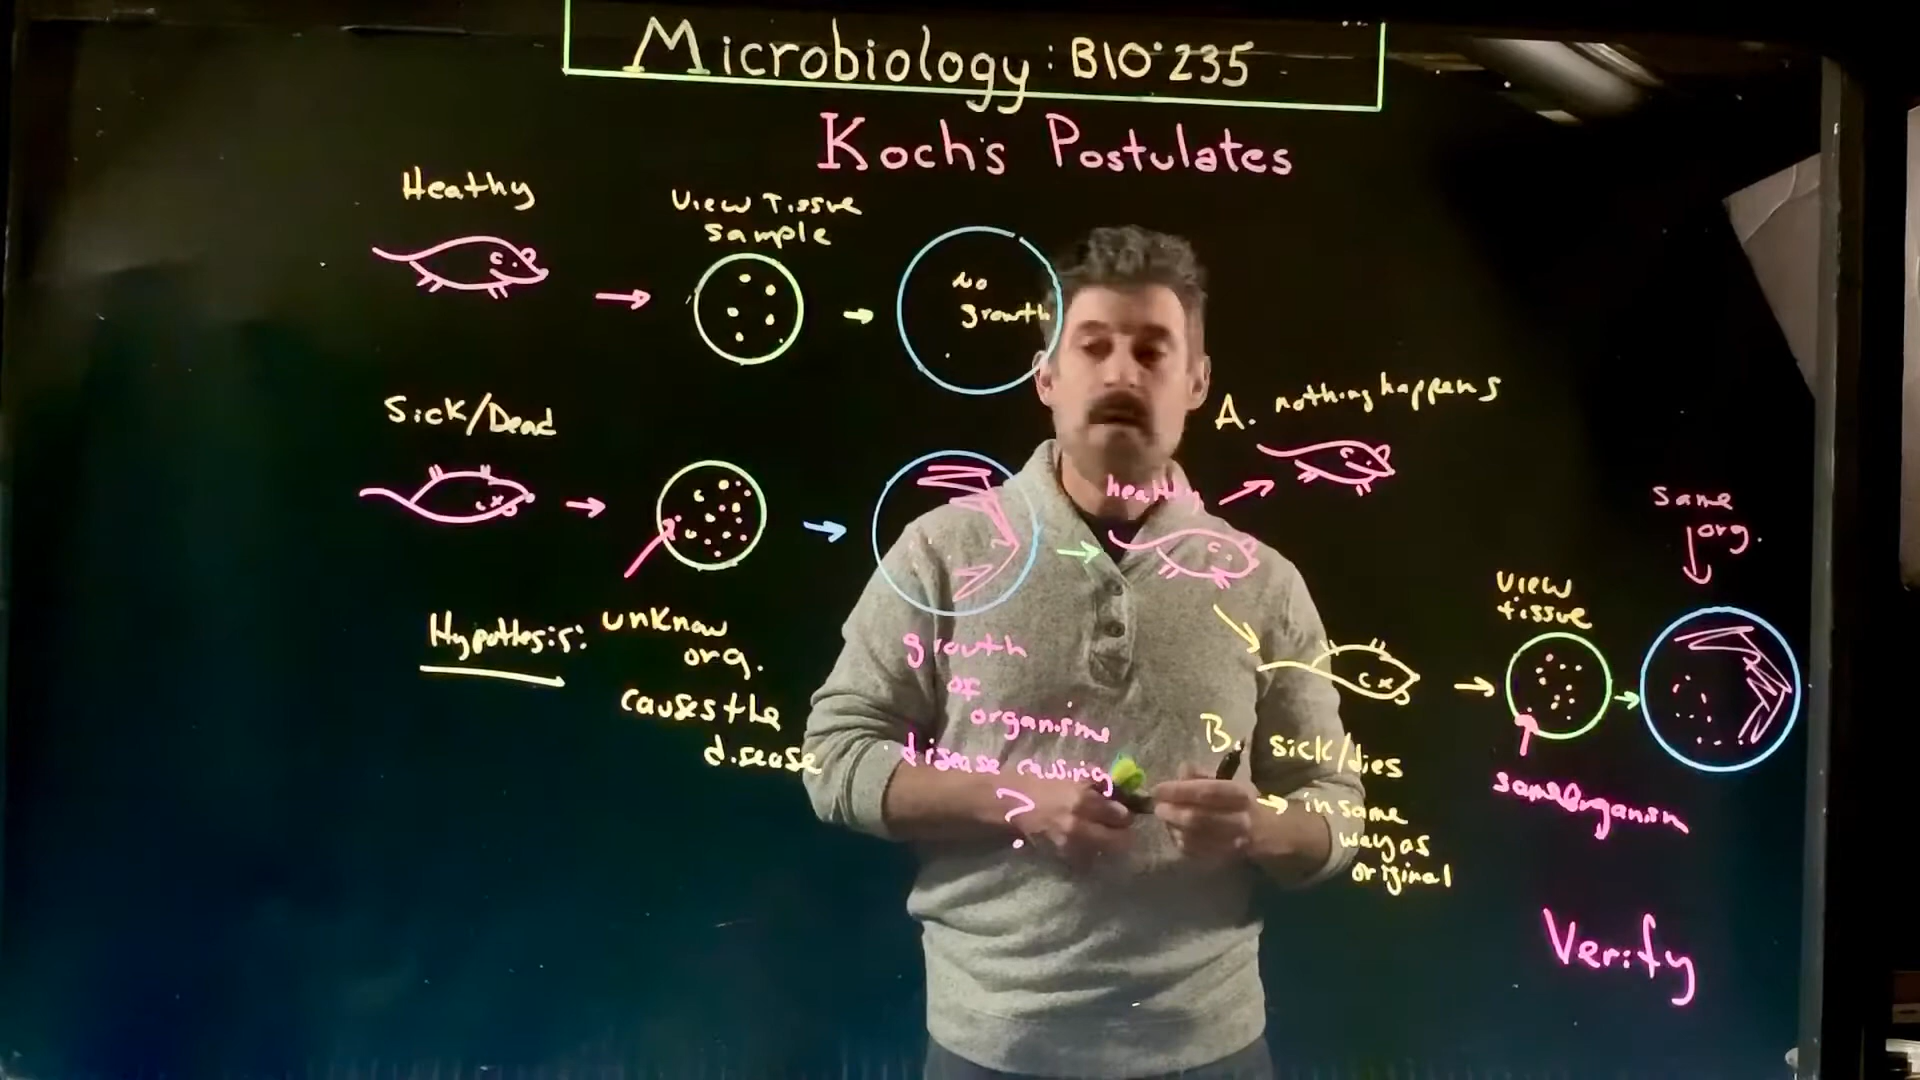 Microbiology: BIO 235
Koch's Postulates
Heathy
View Tissue
sample
No
growth
Sick/Dead
A. nothing happens
healthy
Same
org.
Hypothesis: unknow
org.
causes the
disease
growth
of
organisms
disease causing
?
View
tissue
B. sick/dies
→ in same
way as
original
same organism
Verify